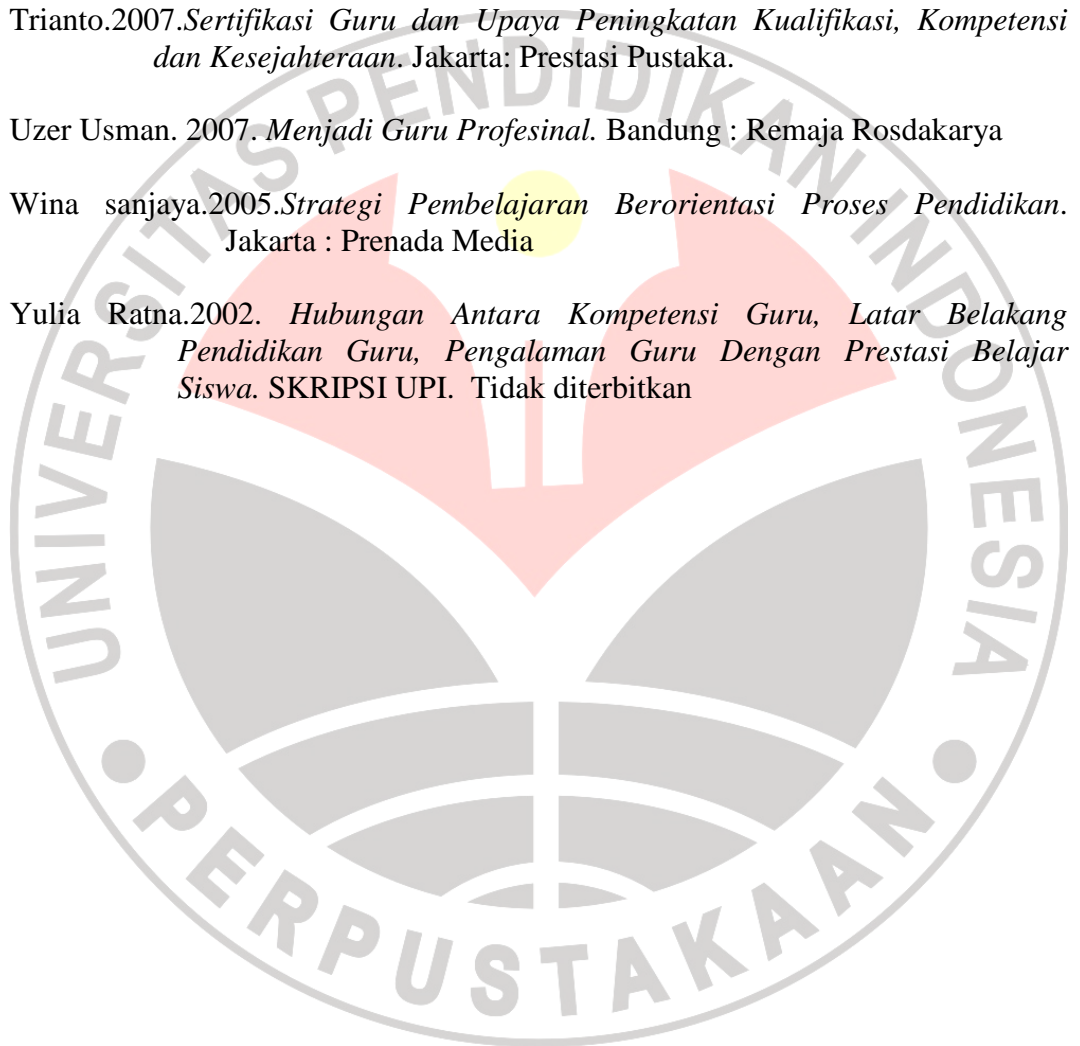 Trianto.2007.Sertifikasi Guru dan Upaya Peningkatan Kualifikasi, Kompetensi
dan Kesejahteraan. Jakarta: Prestasi Pustaka.
Uzer Usman. 2007. Menjadi Guru Profesinal. Bandung : Remaja Rosdakarya
Wina sanjaya.2005.Strategi Pembelajaran Berorientasi Proses Pendidikan.
Jakarta : Prenada Media
Yulia Ratna.2002. Hubungan Antara Kompetensi Guru, Latar Belakang
Pendidikan Guru, Pengalaman Guru Dengan Prestasi Belajar
Siswa. SKRIPSI UPI. Tidak diterbitkan
UNIVERSITAS PENDIDIKAN INDONESIA
PERPUSTAKAAN